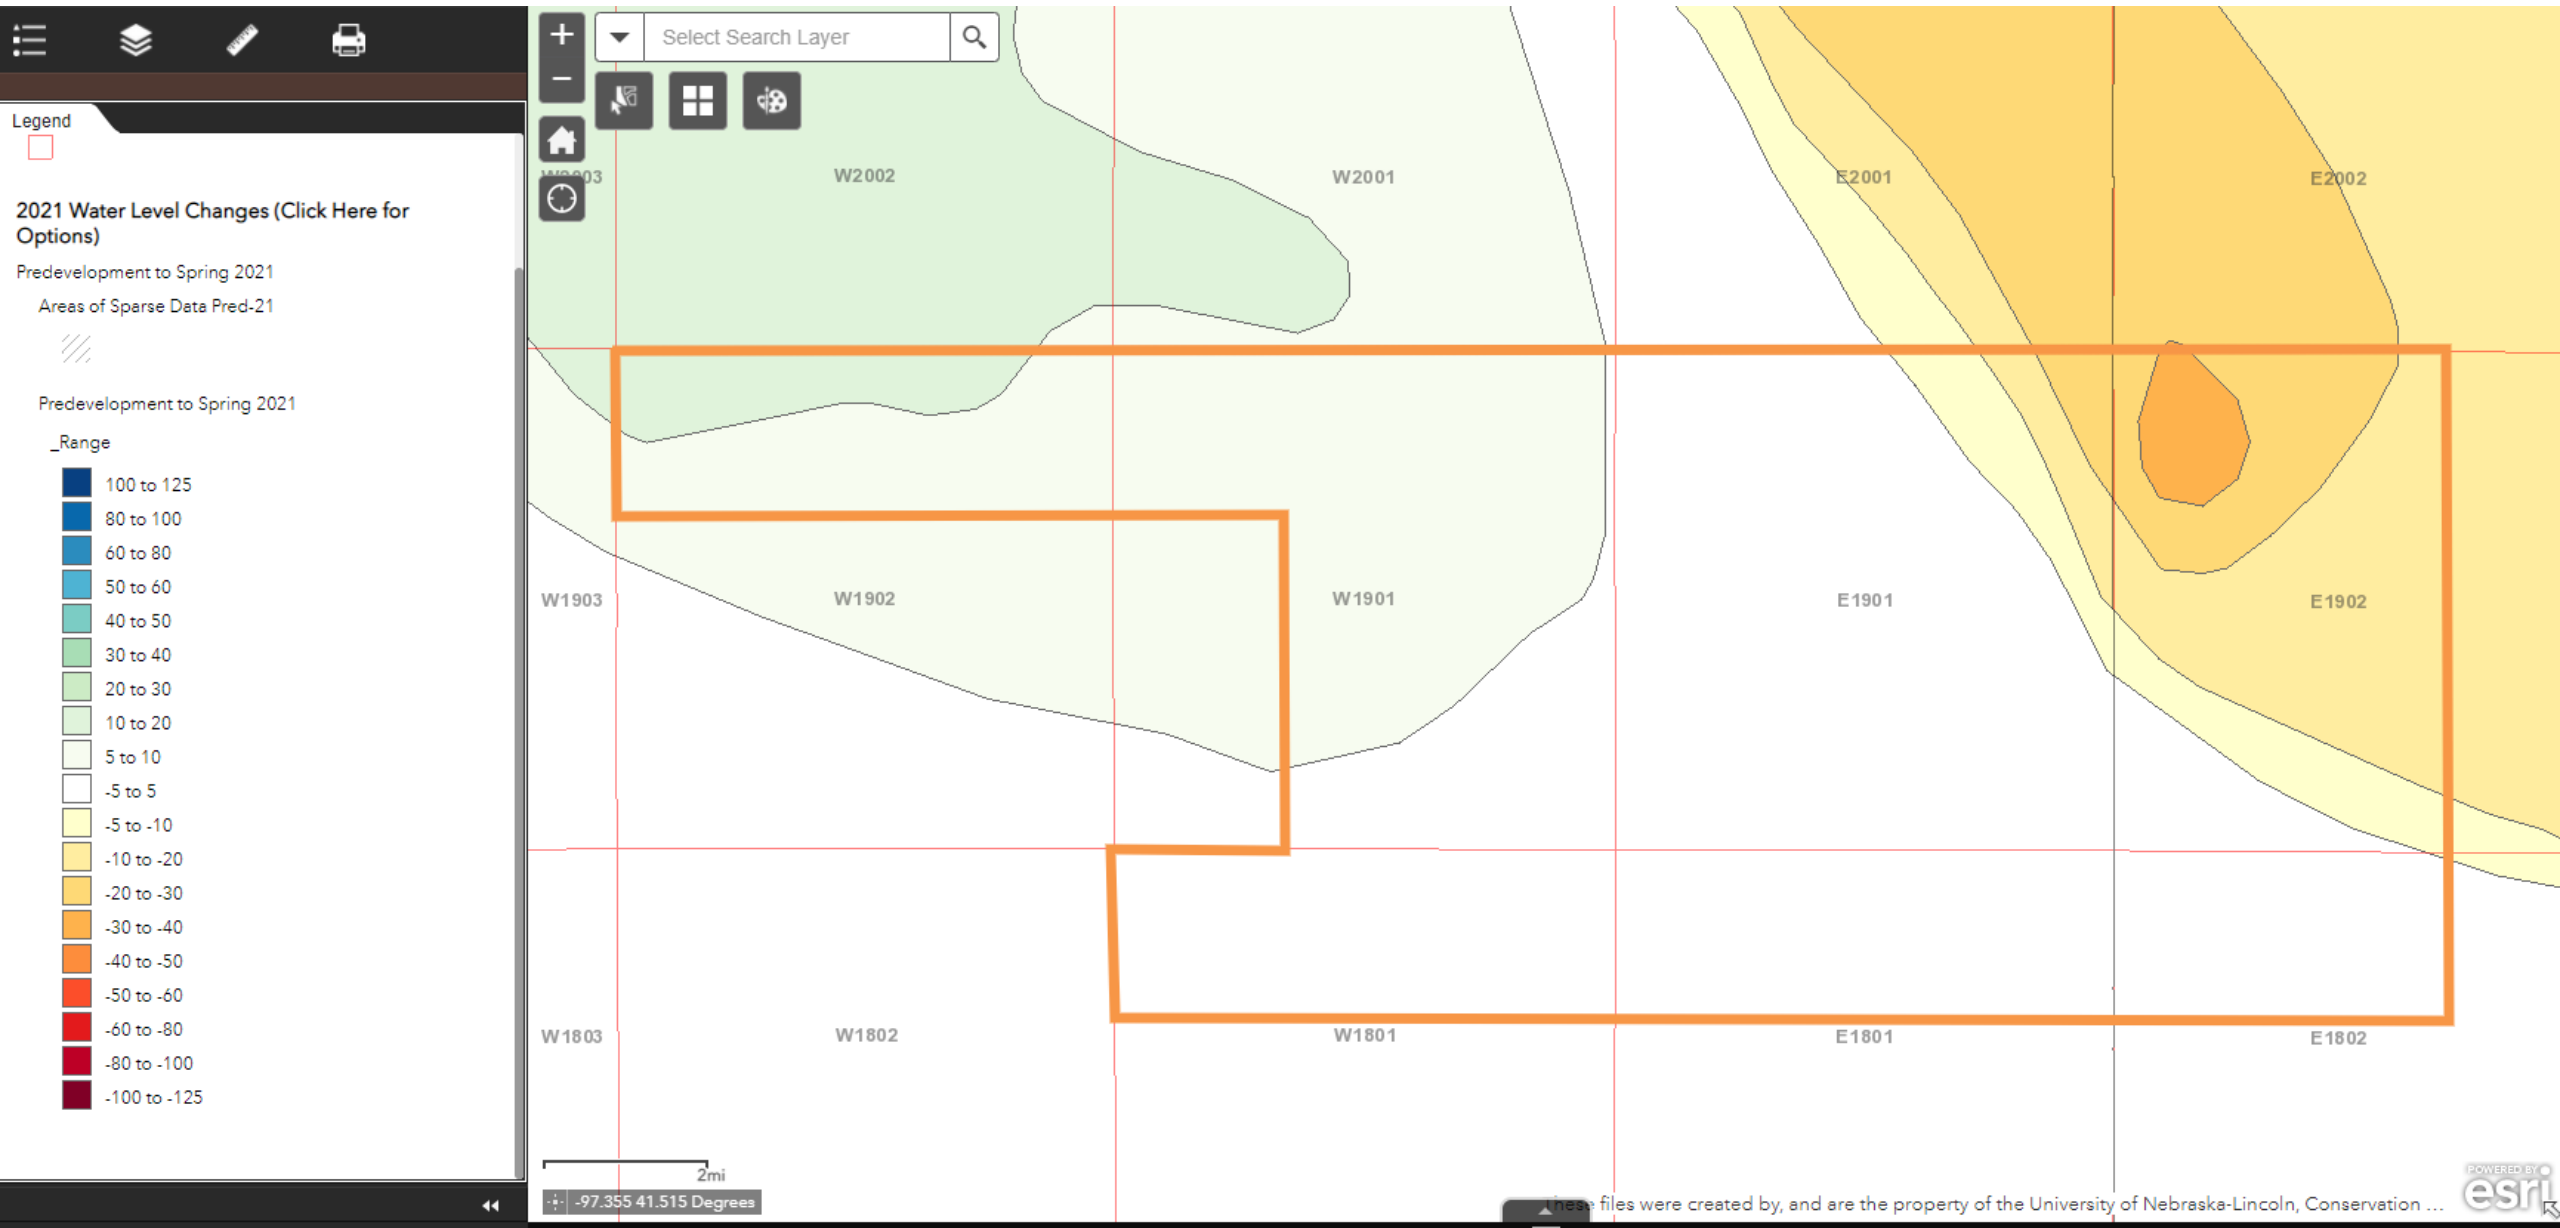 Legend
2021 Water Level Changes (Click Here for
Options)
Predevelopment to Spring 2021
Areas of Sparse Data Pred-21
Predevelopment to Spring 2021
_Range
100 to 125
80 to 100
60 to 80
50 to 60
40 to 50
30 to 40
20 to 30
10 to 20
5 to 10
-5 to 5
-5 to -10
-10 to -20
-20 to -30
-30 to -40
-40 to -50
-50 to -60
-60 to -80
-80 to -100
-100 to -125
Select Search Layer
W2003
W2002
W2001
E2001
E2002
W1903
W1902
W1901
E1901
E1902
W1803
W1802
W1801
E1801
E1802
2mi
-97.355 41.515 Degrees
These files were created by, and are the property of the University of Nebraska-Lincoln, Conservation ...
POWERED BY
esri